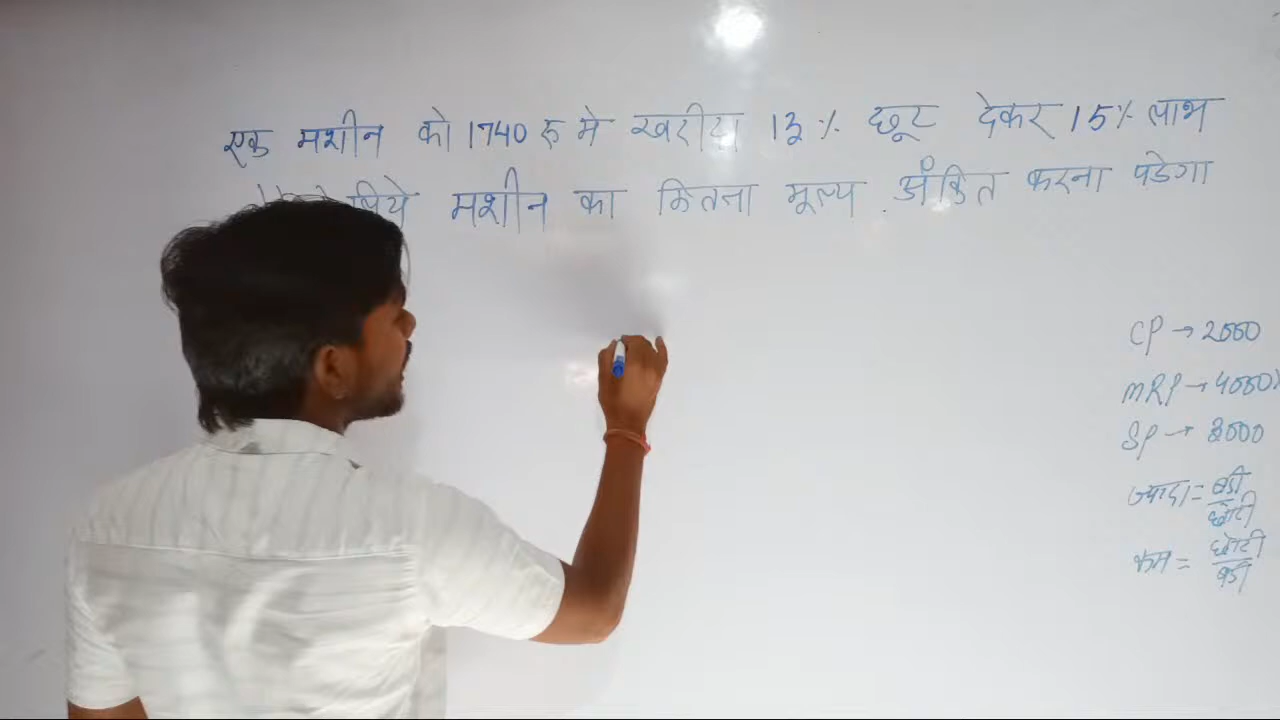 एक मशीन को 1740 रु मे खरीदा 13% छूट देकर 15% लाभ
मशीन का कितना मूल्य अंकित करना पडेगा
CP → 2000
MRP → 4000
SP → 3000
ज्यादा = बडी / छोटी
कम = छोटी / बडी